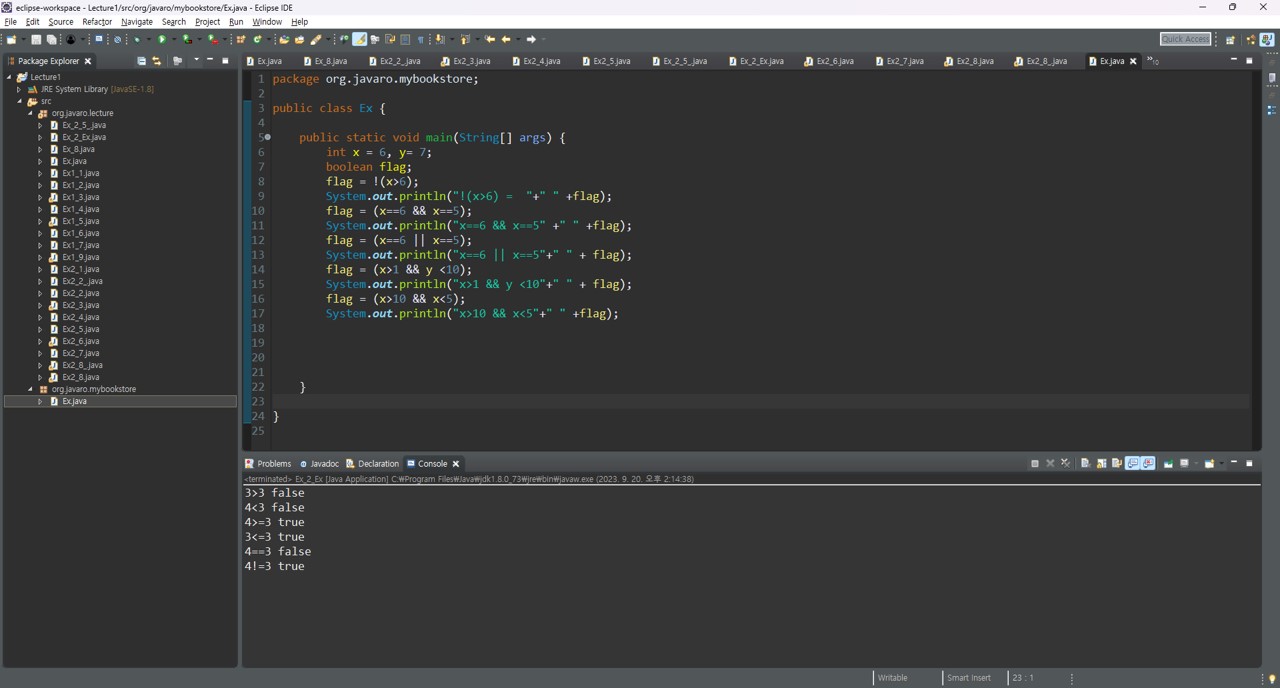 eclipse-workspace - Lecture1/src/org/javaro/mybookstore/Ex.java - Eclipse IDE
File Edit Source Refactor Navigate Search Project Run Window Help
Quick Access
Package Explorer
Ex.java Ex_8.java Ex2_2_.java Ex2_3.java Ex2_4.java Ex2_5.java Ex_2_5_.java Ex_2_Ex.java Ex2_6.java Ex2_7.java Ex2_8.java Ex2_8_.java Ex.java »10
Lecture1
JRE System Library [JavaSE-1.8]
src
org.javaro.lecture
Ex_2_5_.java
Ex_2_Ex.java
Ex_8.java
Ex.java
Ex1_1.java
Ex1_2.java
Ex1_3.java
Ex1_4.java
Ex1_5.java
Ex1_6.java
Ex1_7.java
Ex1_9.java
Ex2_1.java
Ex2_2_.java
Ex2_2.java
Ex2_3.java
Ex2_4.java
Ex2_5.java
Ex2_6.java
Ex2_7.java
Ex2_8_.java
Ex2_8.java
org.javaro.mybookstore
Ex.java
1 package org.javaro.mybookstore;
2
3 public class Ex {
4
5 public static void main(String[] args) {
6 int x = 6, y= 7;
7 boolean flag;
8 flag = !(x>6);
9 System.out.println("!(x>6) =  "+" " +flag);
10 flag = (x==6 && x==5);
11 System.out.println("x==6 && x==5" +" " +flag);
12 flag = (x==6 || x==5);
13 System.out.println("x==6 || x==5"+" " + flag);
14 flag = (x>1 && y <10);
15 System.out.println("x>1 && y <10"+" " + flag);
16 flag = (x>10 && x<5);
17 System.out.println("x>10 && x<5"+" " +flag);
18
19
20
21
22 }
23
24 }
25
Problems Javadoc Declaration Console
<terminated> Ex_2_Ex [Java Application] C:₩Program Files₩Java₩jdk1.8.0_73₩jre₩bin₩javaw.exe (2023. 9. 20. 오후 2:14:38)
3>3 false
4<3 false
4>=3 true
3<=3 true
4==3 false
4!=3 true
Writable Smart Insert 23 : 1